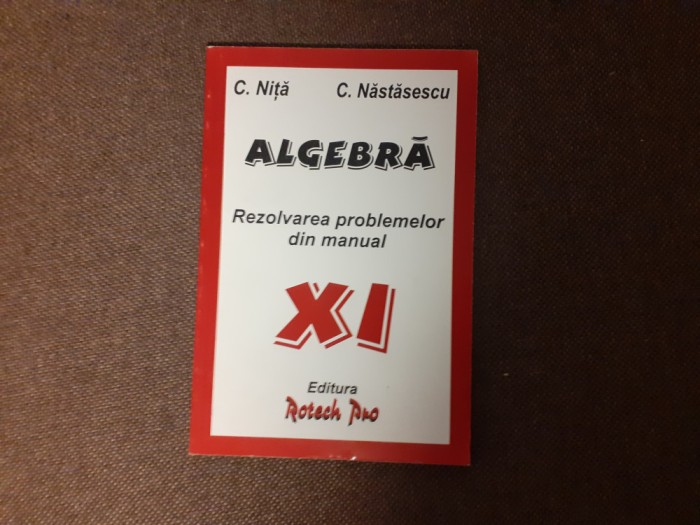 C. Niță C. Năstăsescu
ALGEBRĂ
Rezolvarea problemelor
din manual
XI
Editura
Rotech Pro